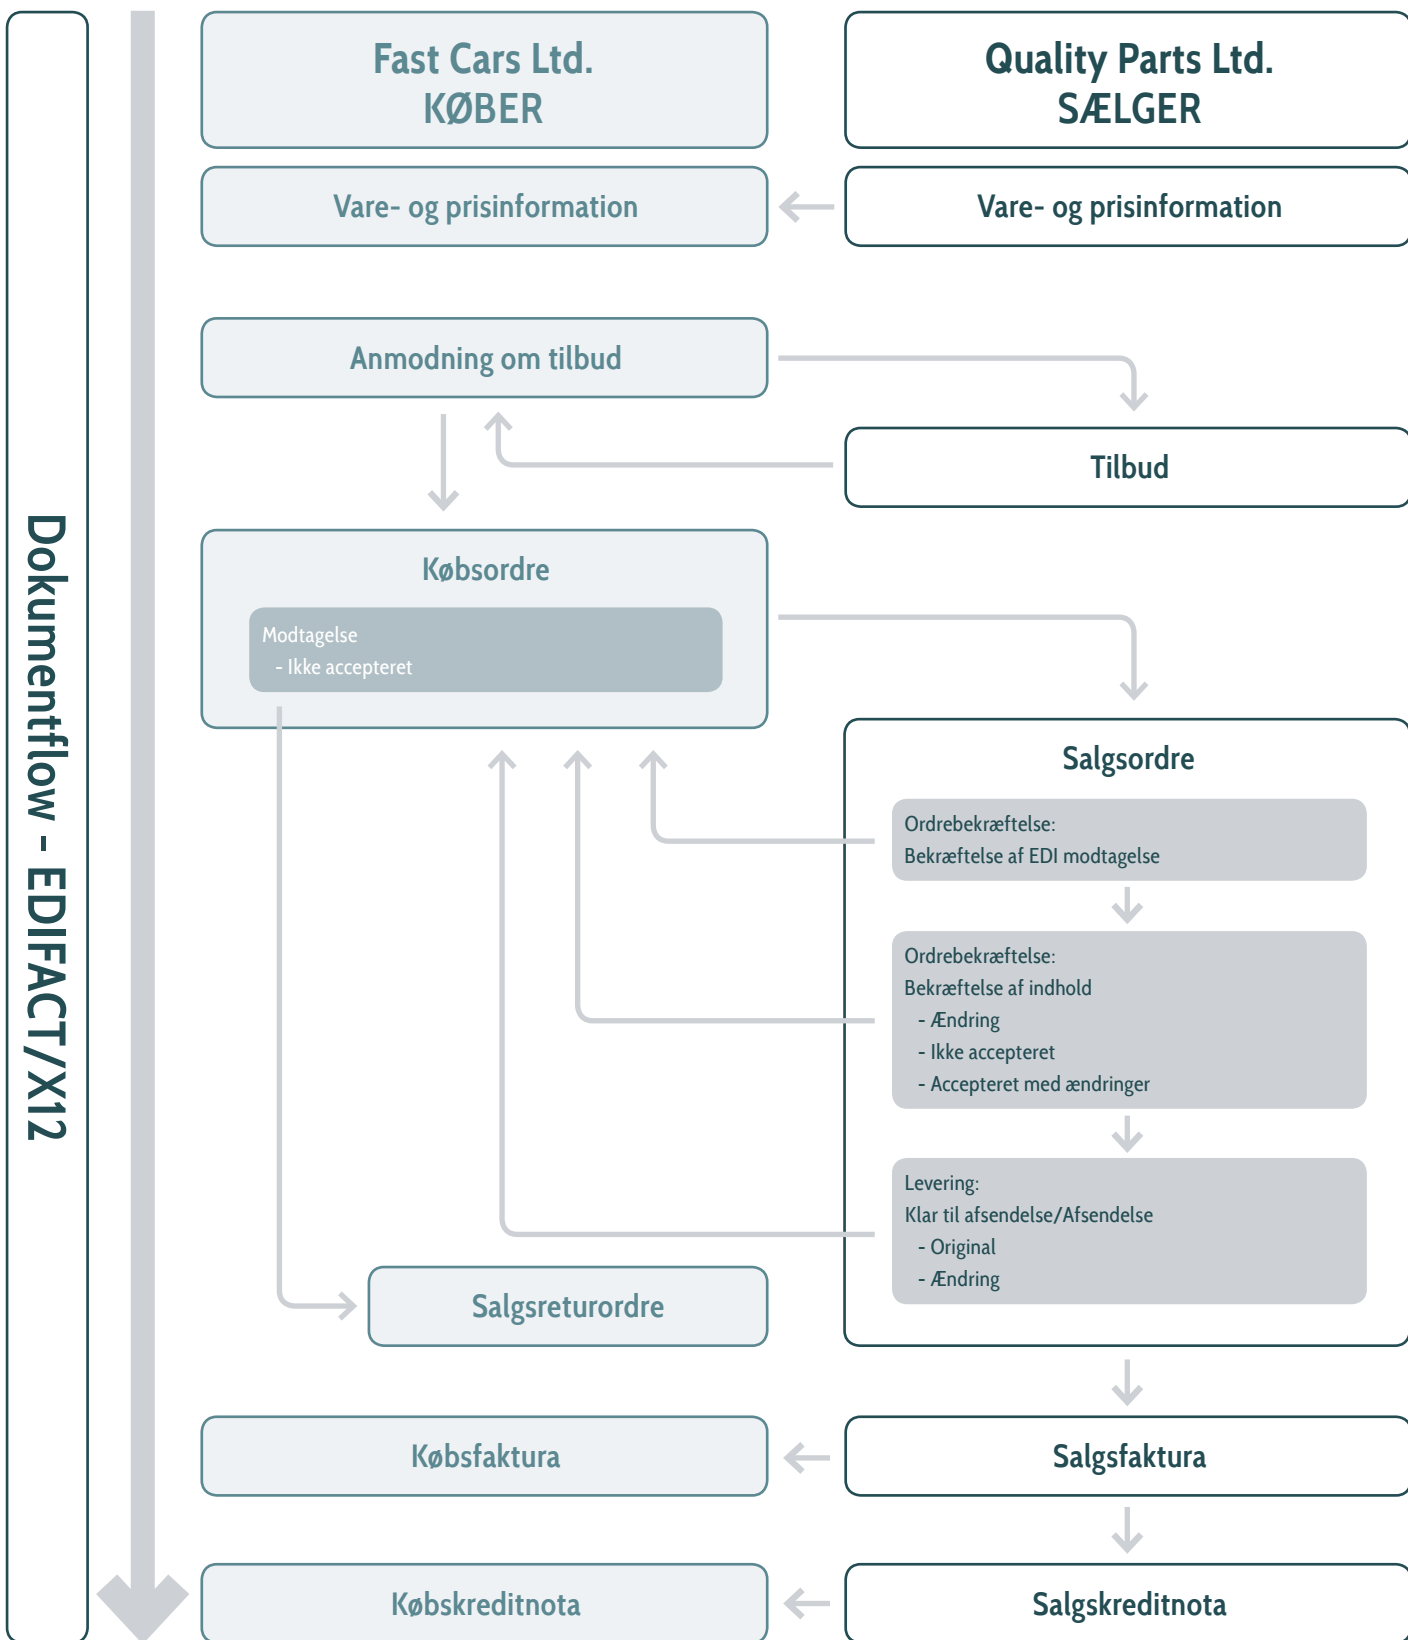 Dokumentflow - EDIFACT/X12
Fast Cars Ltd.
KØBER
Quality Parts Ltd.
SÆLGER
Vare- og prisinformation
Vare- og prisinformation
Anmodning om tilbud
Tilbud
Købsordre
Modtagelse
- Ikke accepteret
Salgsordre
Ordrebekræftelse:
Bekræftelse af EDI modtagelse
Ordrebekræftelse:
Bekræftelse af indhold
- Ændring
- Ikke accepteret
- Accepteret med ændringer
Levering:
Klar til afsendelse/Afsendelse
- Original
- Ændring
Salgsreturordre
Købsfaktura
Salgsfaktura
Købskreditnota
Salgskreditnota